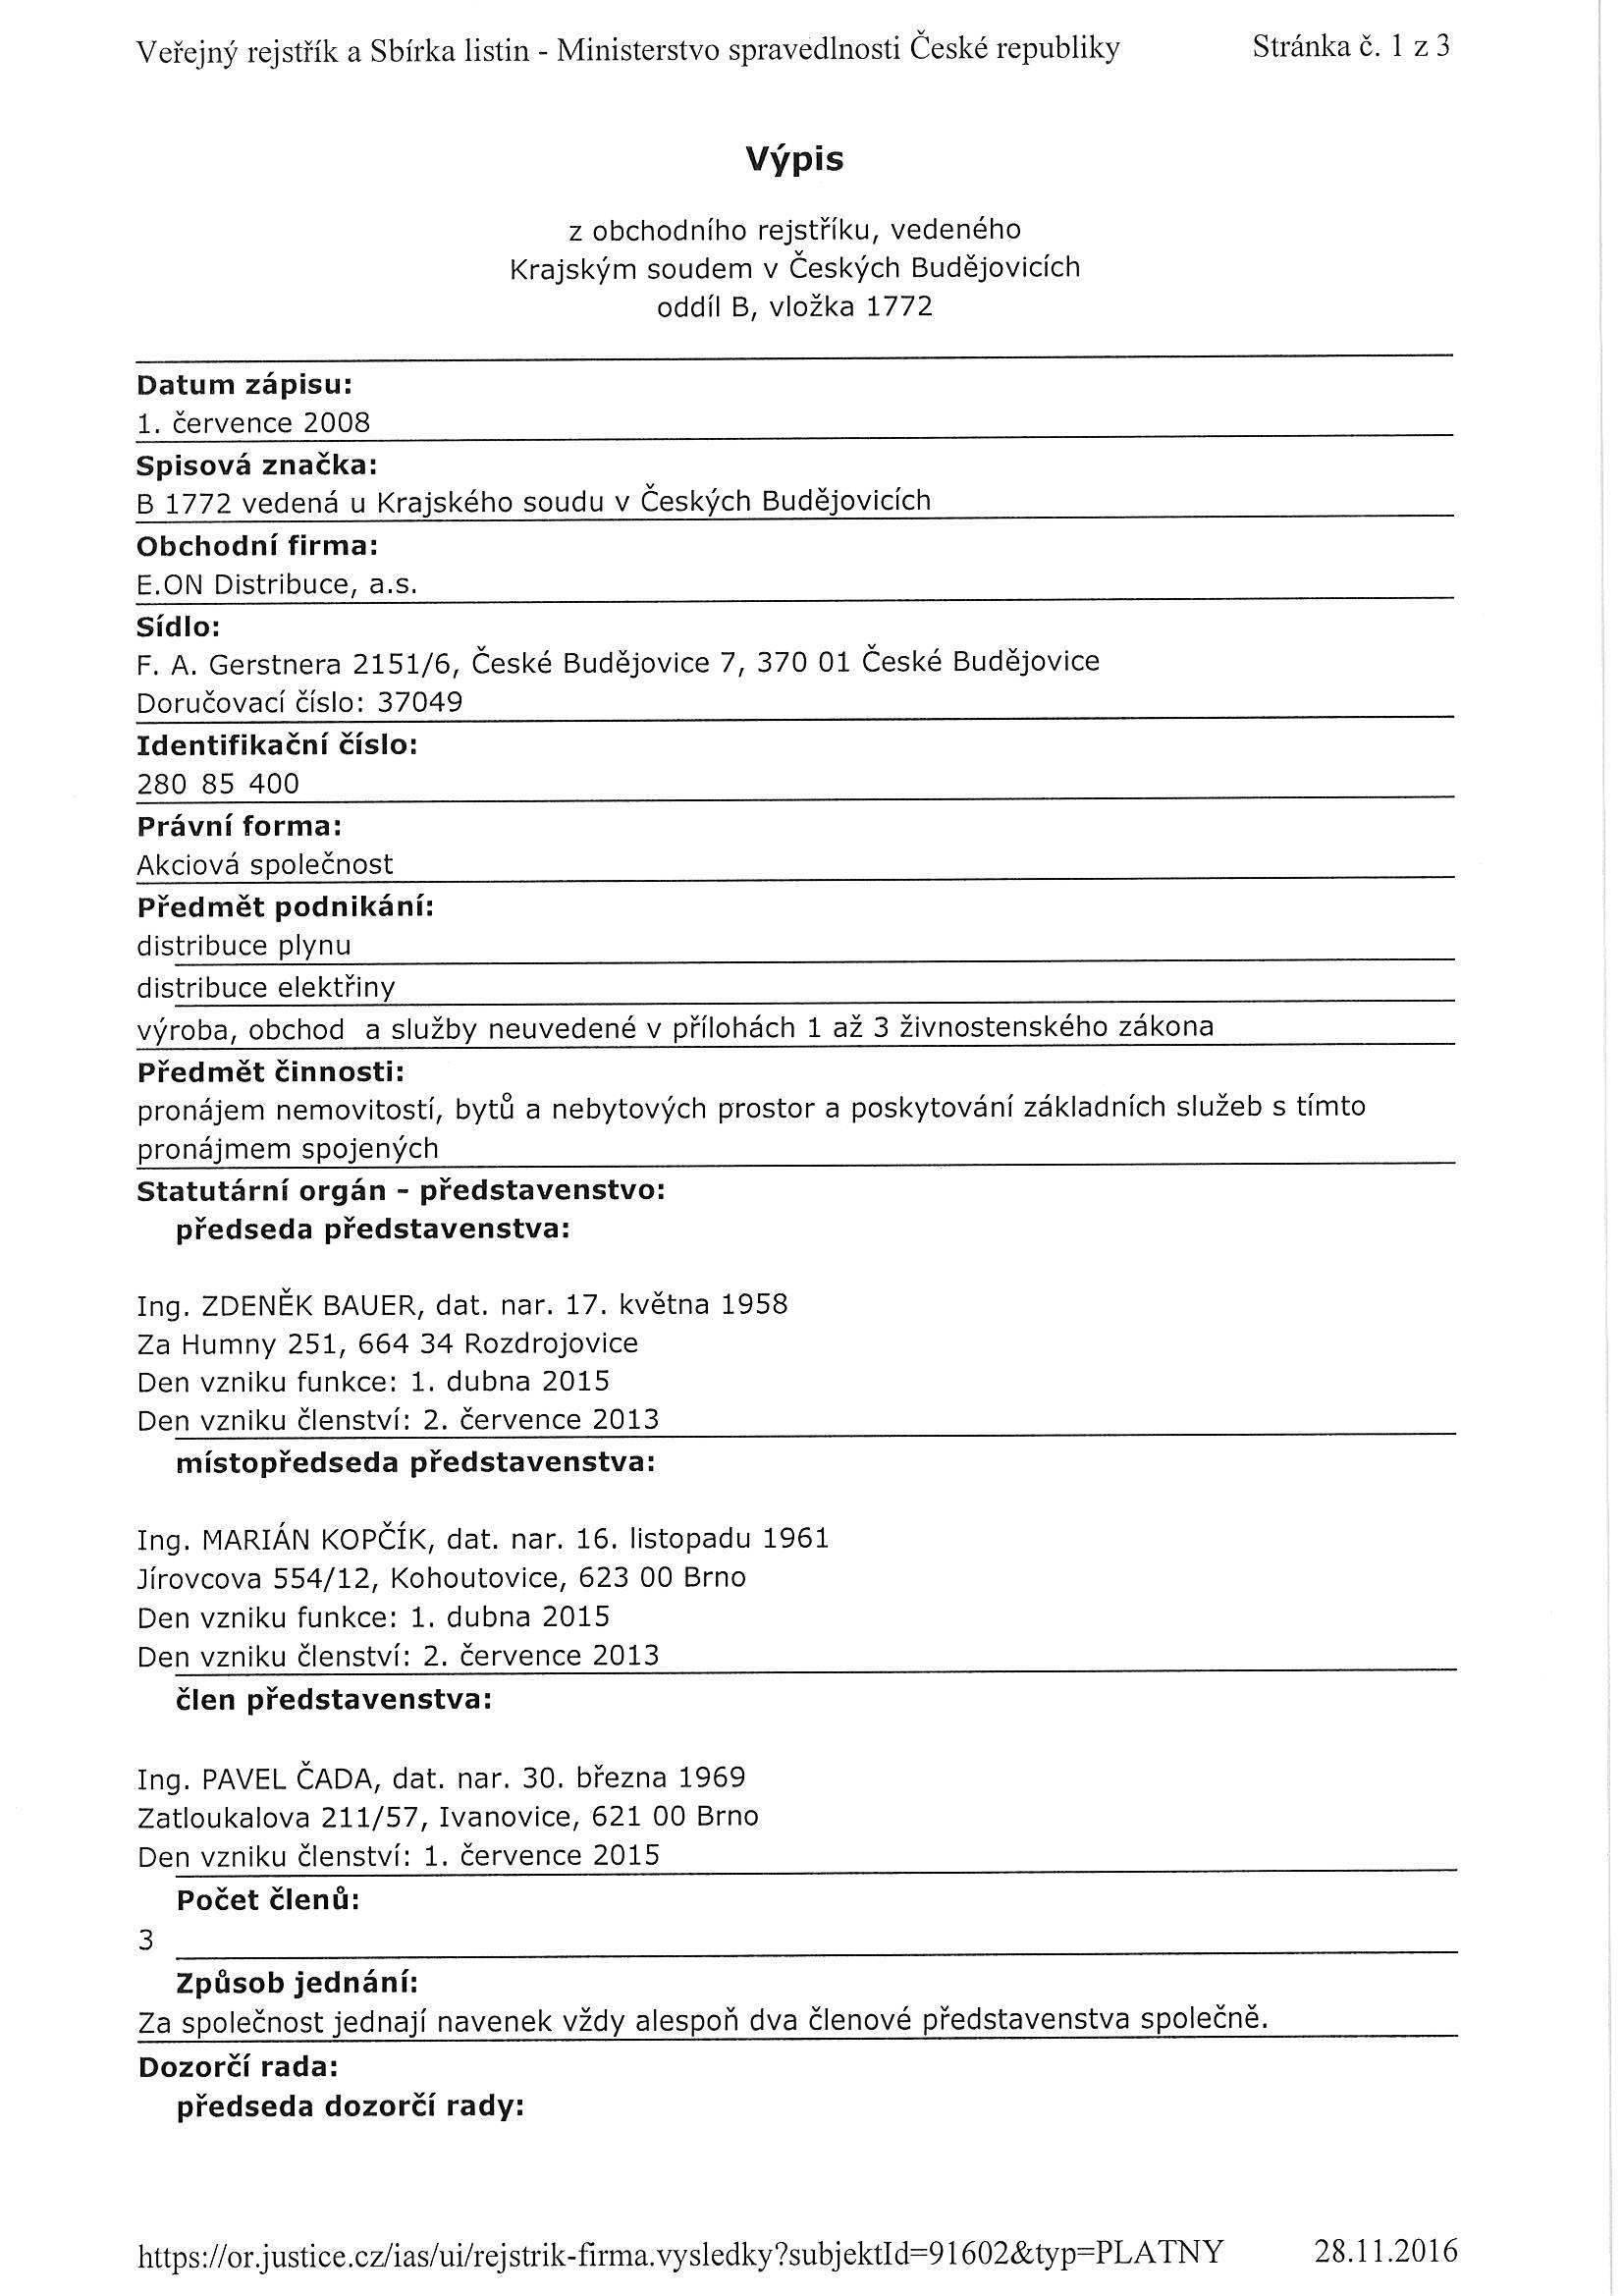 Veřejný rejstřík a Sbírka listin - Ministerstvo spravedlnosti České republiky Stránka č. 1 z 3
Výpis
z obchodního rejstříku, vedeného
Krajským soudem v Českých Budějovicích
oddíl B, vložka 1772
Datum zápisu:
1. července 2008
Spisová značka:
B 1772 vedená u Krajského soudu v Českých Budějovicích
Obchodní firma:
E.ON Distribuce, a.s.
Sídlo:
F. A. Gerstnera 2151/6, České Budějovice 7, 370 01 České Budějovice
Doručovací číslo: 37049
Identifikační číslo:
280 85 400
Právní forma:
Akciová společnost
Předmět podnikání:
distribuce plynu
distribuce elektřiny
výroba, obchod a služby neuvedené v přílohách 1 až 3 živnostenského zákona
Předmět činnosti:
pronájem nemovitostí, bytů a nebytových prostor a poskytování základních služeb s tímto
pronájmem spojených
Statutární orgán - představenstvo:
předseda představenstva:
Ing. ZDENĚK BAUER, dat. nar. 17. května 1958
Za Humny 251, 664 34 Rozdrojovice
Den vzniku funkce: 1. dubna 2015
Den vzniku členství: 2. července 2013
místopředseda představenstva:
Ing. MARIÁN KOPČÍK, dat. nar. 16. listopadu 1961
Jírovcova 554/12, Kohoutovice, 623 00 Brno
Den vzniku funkce: 1. dubna 2015
Den vzniku členství: 2. července 2013
člen představenstva:
Ing. PAVEL ČADA, dat. nar. 30. března 1969
Zatloukalova 211/57, Ivanovice, 621 00 Brno
Den vzniku členství: 1. července 2015
Počet členů:
3
Způsob jednání:
Za společnost jednají navenek vždy alespoň dva členové představenstva společně.
Dozorčí rada:
předseda dozorčí rady:
https://or.justice.cz/ias/ui/rejstrik-firma.vysledky?subjektId=91602&typ=PLATNY 28.11.2016